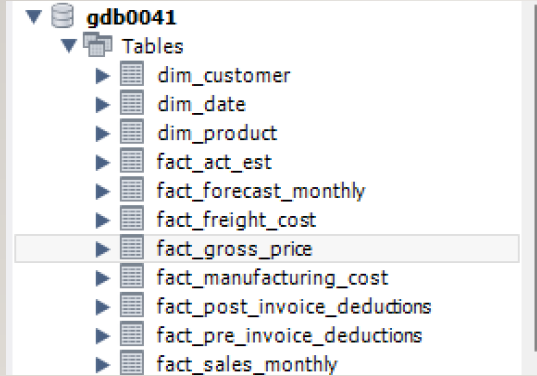 gdb0041
Tables
dim_customer
dim_date
dim_product
fact_act_est
fact_forecast_monthly
fact_freight_cost
fact_gross_price
fact_manufacturing_cost
fact_post_invoice_deductions
fact_pre_invoice_deductions
fact_sales_monthly